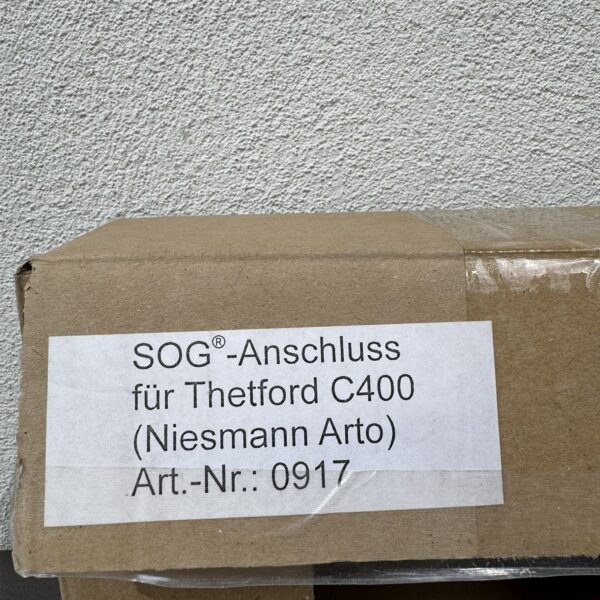 SOG®-Anschluss
für Thetford C400
(Niesmann Arto)
Art.-Nr.: 0917